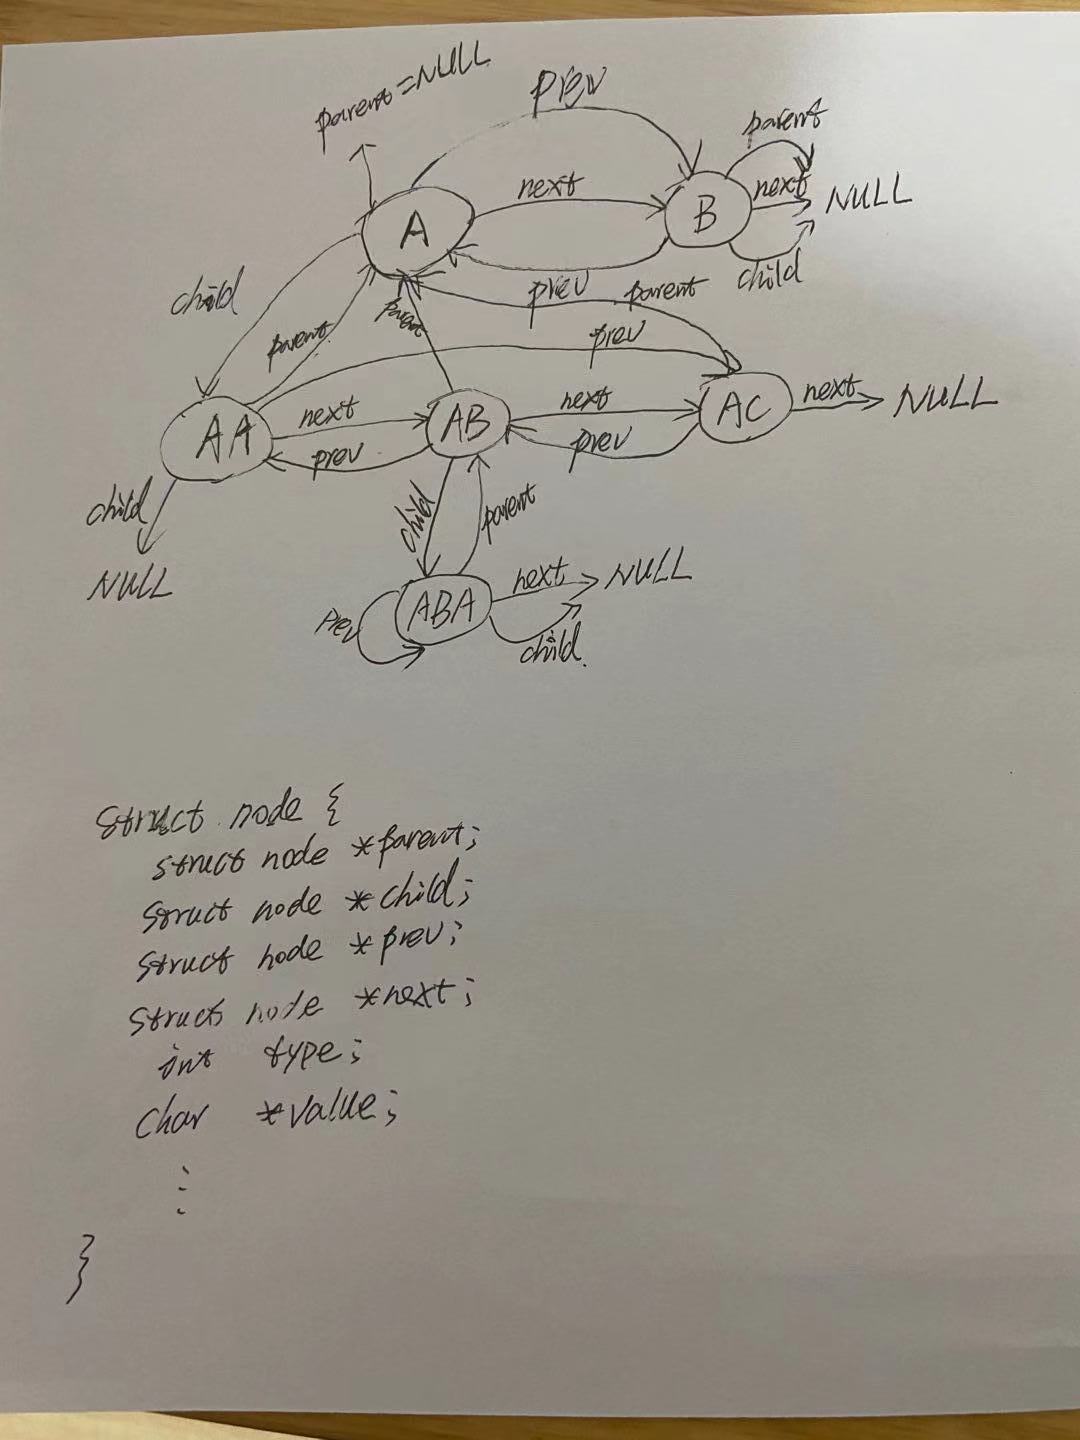 parent=NULL
prev
parent
A
next
B
next
NULL
child
prev
child
parent
parent
parent
prev
AA
next
prev
AB
next
prev
AC
next
NULL
child
NULL
child
parent
ABA
next
NULL
prev
child
struct node {
struct node *parent;
struct node *child;
struct node *prev;
struct node *next;
int type;
char *value;
⋮
}